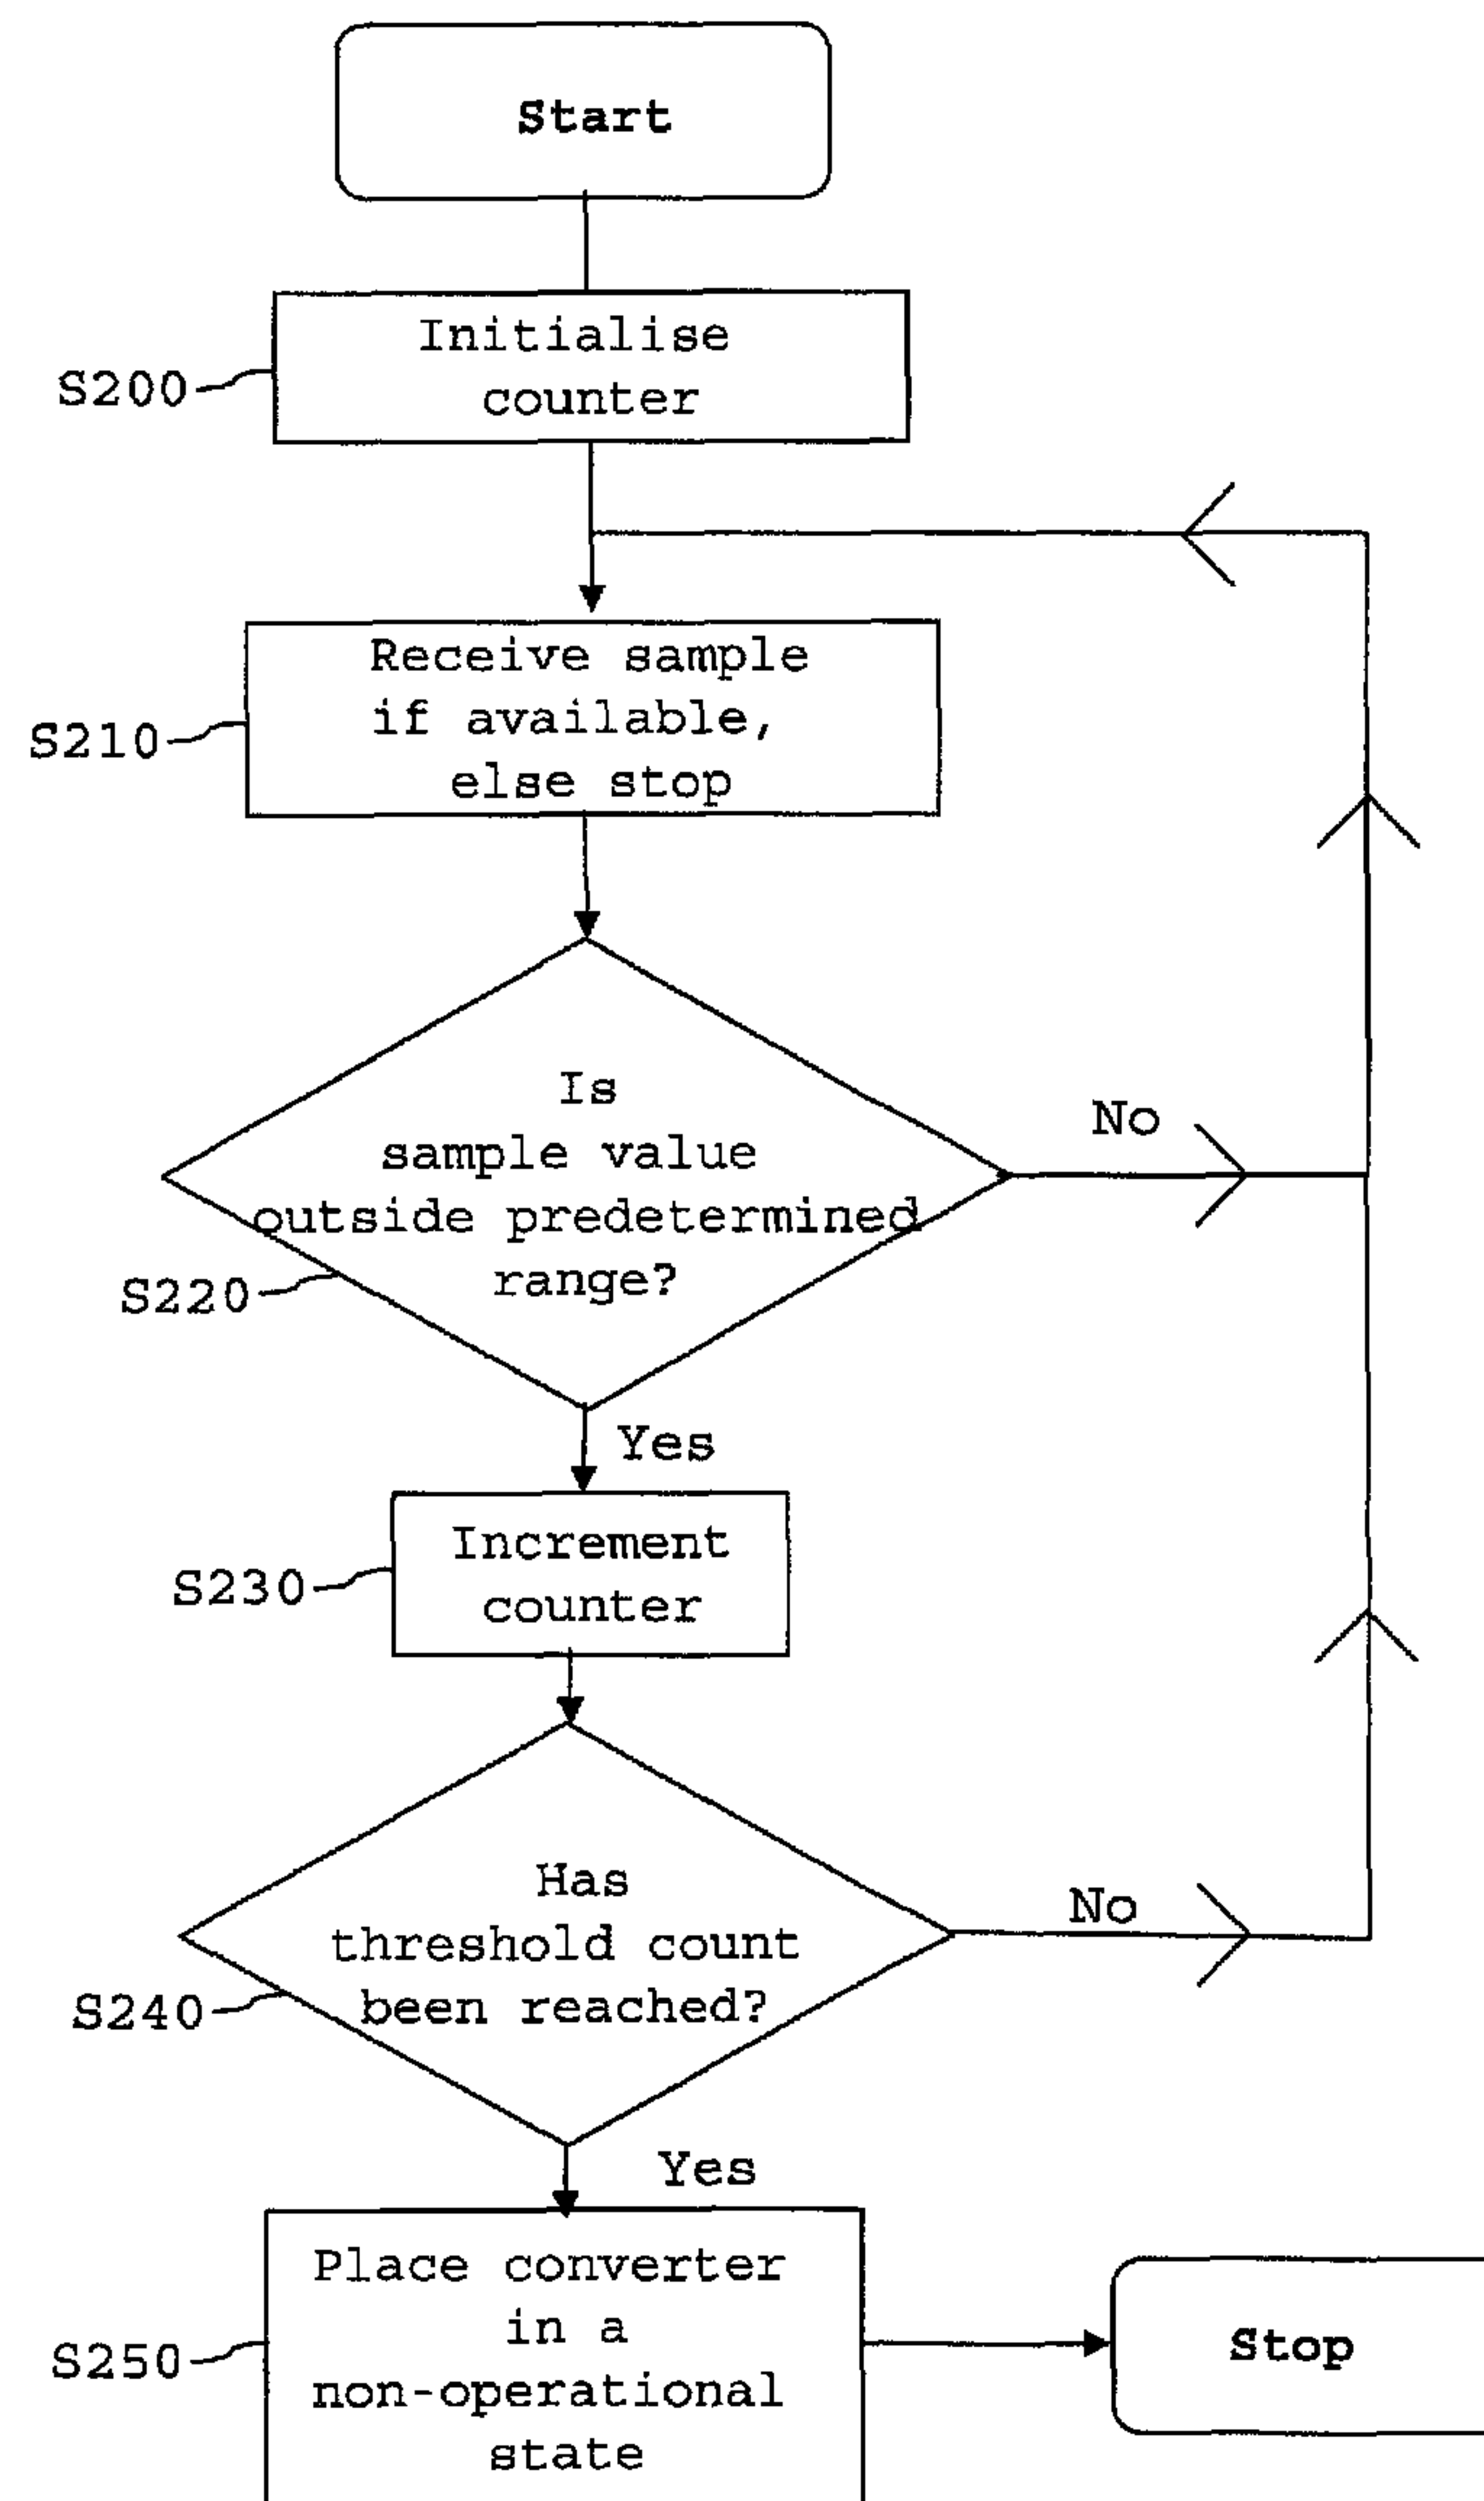 Start
Initialise
counter
S200
Receive sample
if available,
else stop
S210
Is
sample value
outside predetermined
range?
No
S220
Yes
Increment
counter
S230
Has
threshold count
been reached?
No
S240
Yes
Place converter
in a
non-operational
state
S250
Stop